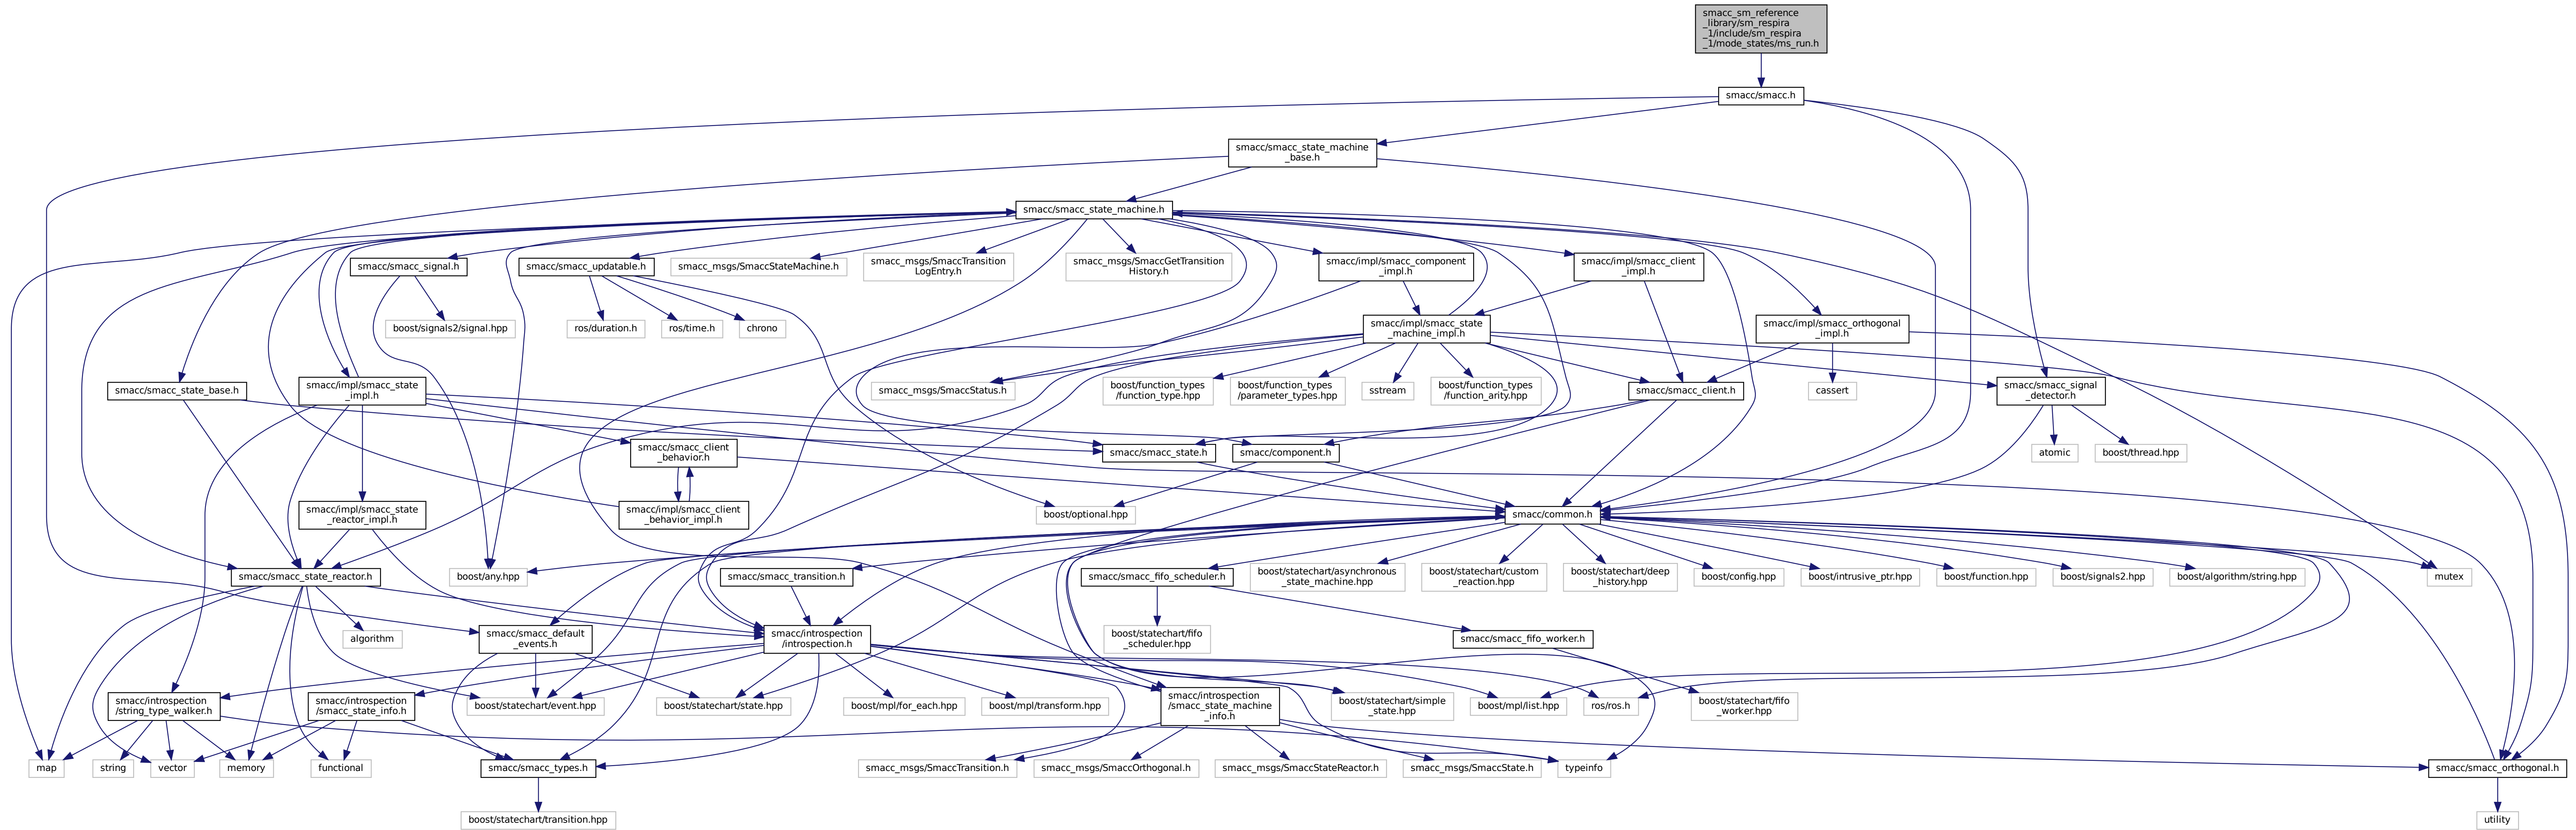 smacc_sm_reference
_library/sm_respira
_1/include/sm_respira
_1/mode_states/ms_run.h
smacc/smacc.h
smacc/smacc_state_machine
_base.h
smacc/smacc_state_machine.h
smacc/smacc_signal.h
smacc/smacc_updatable.h
smacc_msgs/SmaccStateMachine.h
smacc_msgs/SmaccTransition
LogEntry.h
smacc_msgs/SmaccGetTransition
History.h
smacc/impl/smacc_component
_impl.h
smacc/impl/smacc_client
_impl.h
boost/signals2/signal.hpp
ros/duration.h
ros/time.h
chrono
smacc/impl/smacc_state
_machine_impl.h
smacc/impl/smacc_orthogonal
_impl.h
smacc/smacc_state_base.h
smacc/impl/smacc_state
_impl.h
smacc_msgs/SmaccStatus.h
boost/function_types
/function_type.hpp
boost/function_types
/parameter_types.hpp
sstream
boost/function_types
/function_arity.hpp
smacc/smacc_client.h
cassert
smacc/smacc_signal
_detector.h
smacc/smacc_client
_behavior.h
smacc/smacc_state.h
smacc/component.h
atomic
boost/thread.hpp
smacc/impl/smacc_state
_reactor_impl.h
smacc/impl/smacc_client
_behavior_impl.h
boost/optional.hpp
smacc/common.h
smacc/smacc_state_reactor.h
boost/any.hpp
smacc/smacc_transition.h
smacc/smacc_fifo_scheduler.h
boost/statechart/asynchronous
_state_machine.hpp
boost/statechart/custom
_reaction.hpp
boost/statechart/deep
_history.hpp
boost/config.hpp
boost/intrusive_ptr.hpp
boost/function.hpp
boost/signals2.hpp
boost/algorithm/string.hpp
mutex
algorithm
smacc/smacc_default
_events.h
smacc/introspection
/introspection.h
boost/statechart/fifo
_scheduler.hpp
smacc/smacc_fifo_worker.h
smacc/introspection
/string_type_walker.h
smacc/introspection
/smacc_state_info.h
boost/statechart/event.hpp
boost/statechart/state.hpp
boost/mpl/for_each.hpp
boost/mpl/transform.hpp
smacc/introspection
/smacc_state_machine
_info.h
boost/statechart/simple
_state.hpp
boost/mpl/list.hpp
ros/ros.h
boost/statechart/fifo
_worker.hpp
map
string
vector
memory
functional
smacc/smacc_types.h
smacc_msgs/SmaccTransition.h
smacc_msgs/SmaccOrthogonal.h
smacc_msgs/SmaccStateReactor.h
smacc_msgs/SmaccState.h
typeinfo
smacc/smacc_orthogonal.h
boost/statechart/transition.hpp
utility